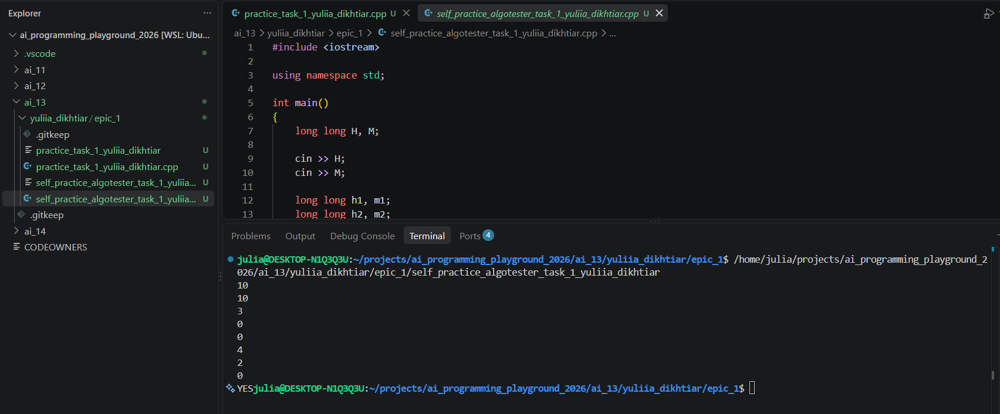 Explorer ···
ai_programming_playground_2026 [WSL: Ubu...
.vscode
ai_11
ai_12
ai_13
yuliia_dikhtiar / epic_1
.gitkeep
practice_task_1_yuliia_dikhtiar U
practice_task_1_yuliia_dikhtiar.cpp U
self_practice_algotester_task_1_yuliia... U
self_practice_algotester_task_1_yuliia... U
.gitkeep
ai_14
CODEOWNERS
practice_task_1_yuliia_dikhtiar.cpp U self_practice_algotester_task_1_yuliia_dikhtiar.cpp U
ai_13 > yuliia_dikhtiar > epic_1 > self_practice_algotester_task_1_yuliia_dikhtiar.cpp > ...
1 #include <iostream>
2
3 using namespace std;
4
5 int main()
6 {
7 long long H, M;
8
9 cin >> H;
10 cin >> M;
11
12 long long h1, m1;
13 long long h2, m2;
Problems Output Debug Console Terminal Ports 4
julia@DESKTOP-N1Q3Q3U:~/projects/ai_programming_playground_2026/ai_13/yuliia_dikhtiar/epic_1$ /home/julia/projects/ai_programming_playground_2
026/ai_13/yuliia_dikhtiar/epic_1/self_practice_algotester_task_1_yuliia_dikhtiar
10
10
3
0
0
4
2
0
YESjulia@DESKTOP-N1Q3Q3U:~/projects/ai_programming_playground_2026/ai_13/yuliia_dikhtiar/epic_1$